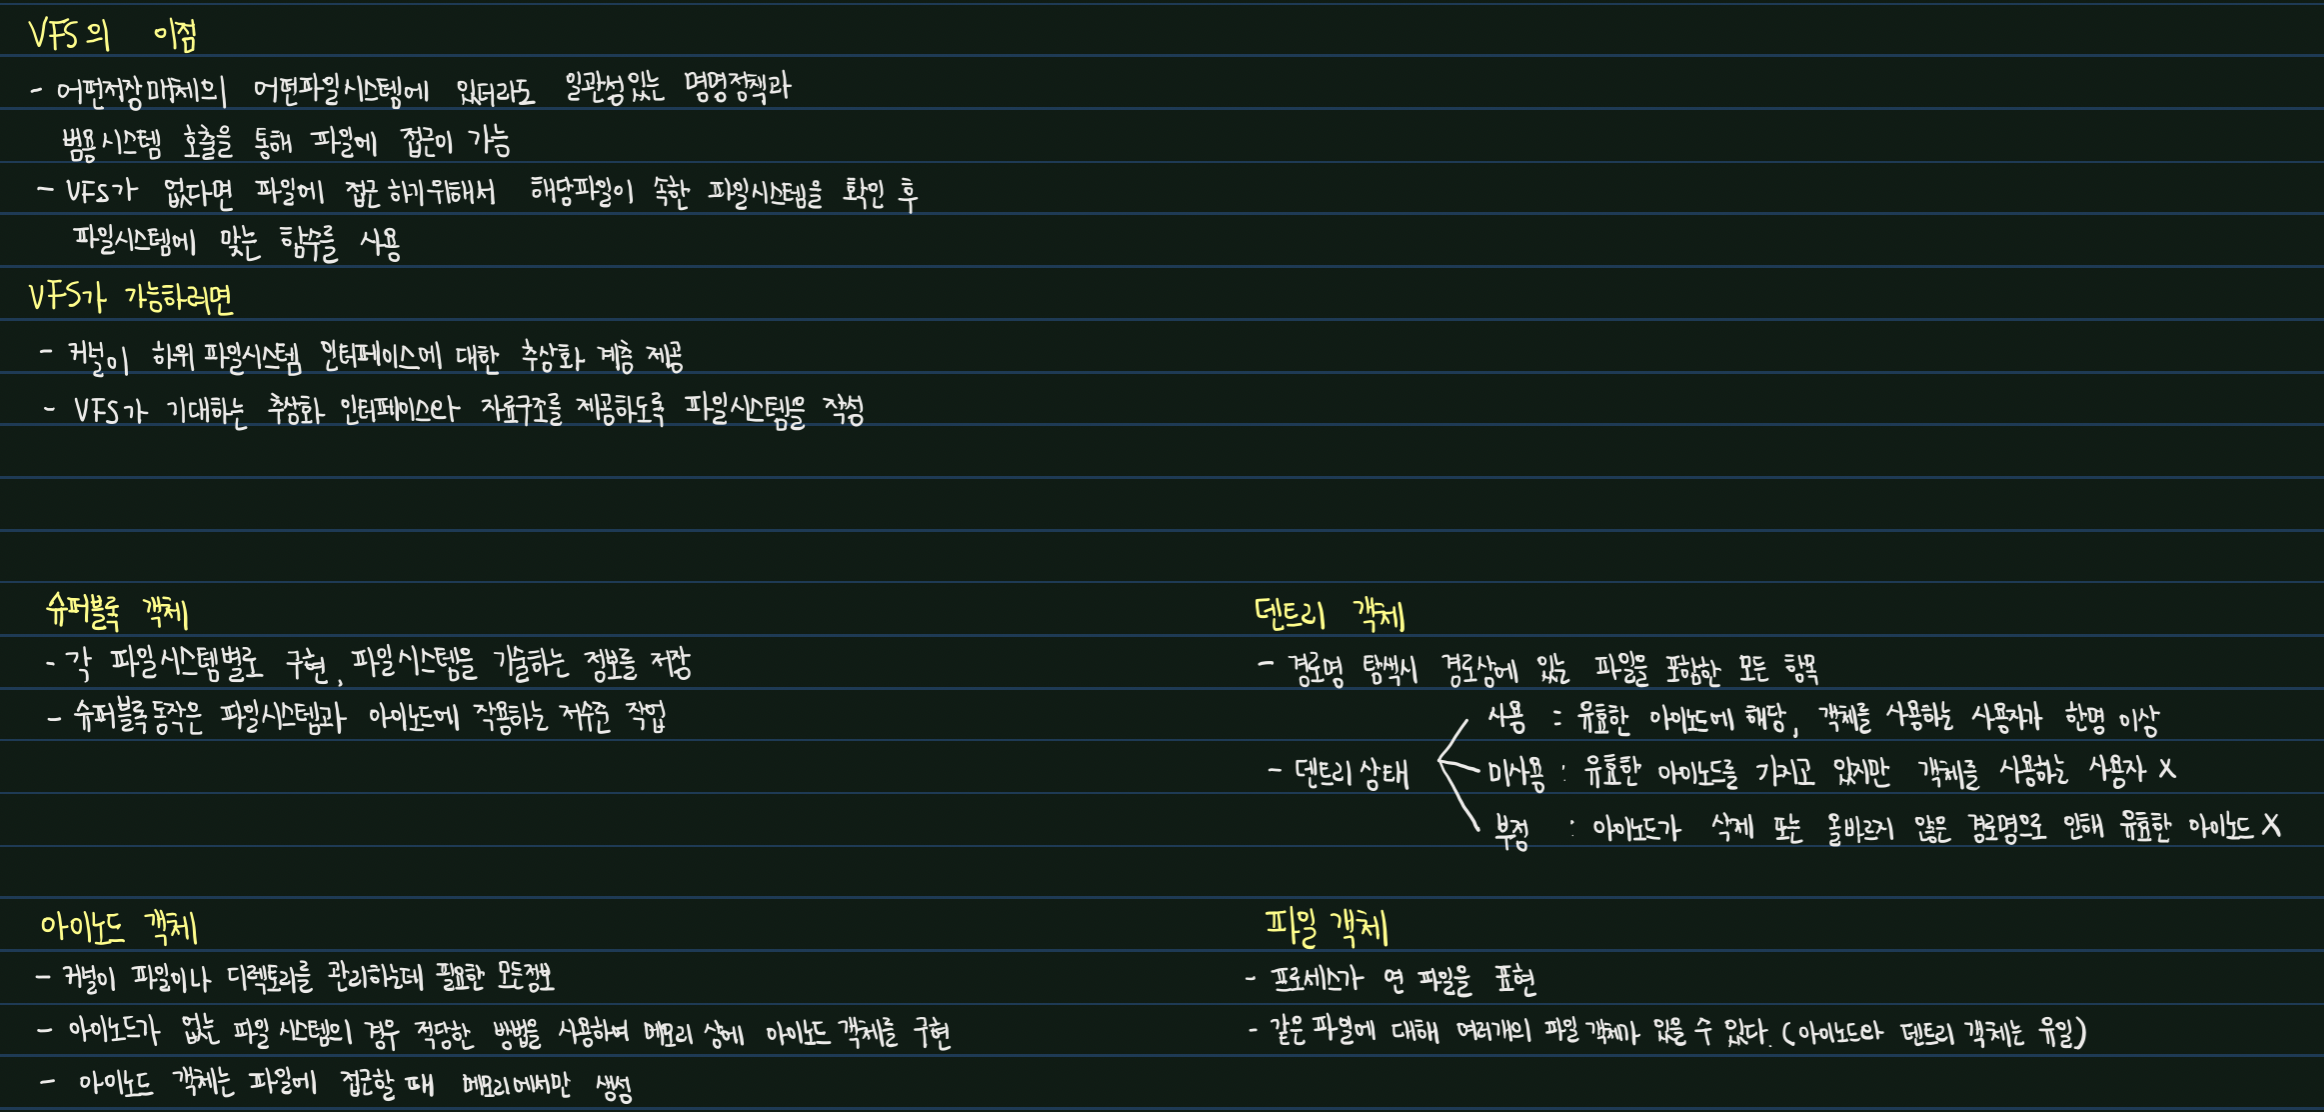 VFS의 이점
- 어떤저장매체의 어떤파일시스템에 있더라도 일관성있는 명명정책과
범용시스템 호출을 통해 파일에 접근이 가능
- VFS가 없다면 파일에 접근하기위해서 해당파일이 속한 파일시스템을 확인 후
파일시스템에 맞는 함수를 사용
VFS가 가능하려면
- 커널이 하위파일시스템 인터페이스에 대한 추상화 계층 제공
- VFS가 기대하는 추상화 인터페이스와 자료구조를 제공하도록 파일시스템을 작성
슈퍼블록 객체
- 각 파일시스템별로 구현, 파일시스템을 기술하는 정보를 저장
- 슈퍼블록동작은 파일시스템과 아이노드에 작용하는 저수준 작업
덴트리 객체
- 경로명 탐색시 경로상에 있는 파일을 포함한 모든 항목
- 덴트리상태
사용 : 유효한 아이노드에 해당, 객체를 사용하는 사용자가 한명 이상
미사용 : 유효한 아이노드를 가지고 있지만 객체를 사용하는 사용자 X
부정 : 아이노드가 삭제 또는 올바르지 않은 경로명으로 인해 유효한 아이노드 X
아이노드 객체
- 커널이 파일이나 디렉토리를 관리하는데 필요한 모든정보
- 아이노드가 없는 파일시스템의 경우 적당한 방법을 사용하여 메모리 상에 아이노드 객체를 구현
- 아이노드 객체는 파일에 접근할 때 메모리에서만 생성
파일 객체
- 프로세스가 연 파일을 표현
- 같은 파일에 대해 여러개의 파일 객체가 있을 수 있다. (아이노드와 덴트리 객체는 유일)